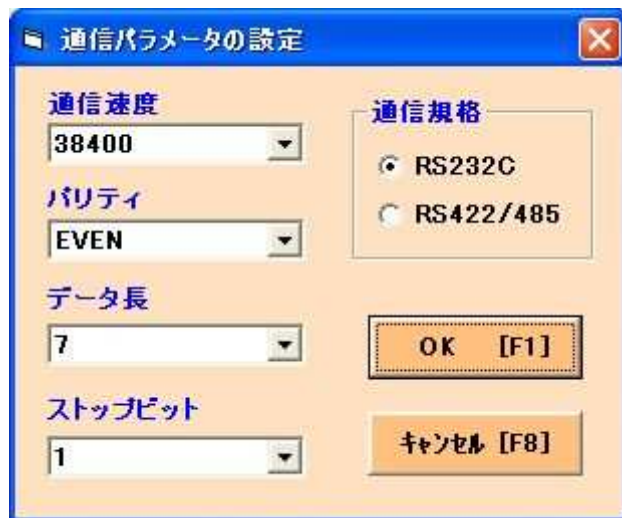 通信パラメータの設定
通信速度
38400
パリティ
EVEN
データ長
7
ストップビット
1
通信規格
RS232C
RS422/485
OK [F1]
ｷｬﾝｾﾙ [F8]